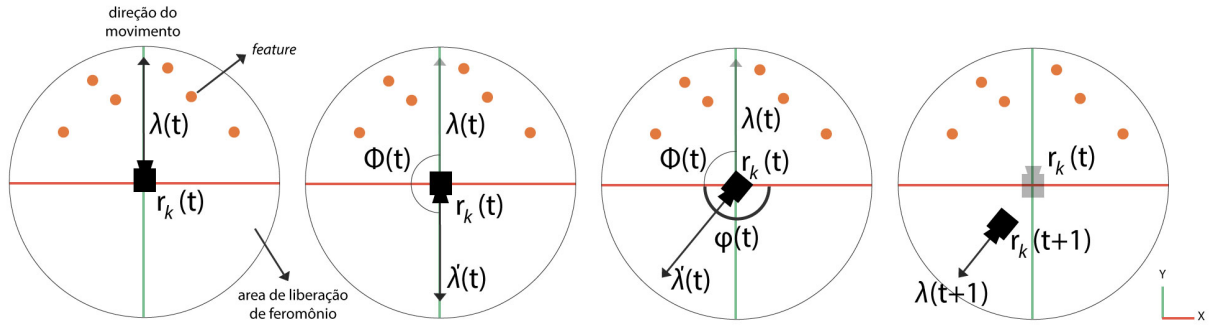 direção do
movimento
feature
λ(t)
r_k (t)
area de liberação
de feromônio
λ(t)
Φ(t)
r_k (t)
λ'(t)
λ(t)
Φ(t)
r_k (t)
φ(t)
λ'(t)
r_k (t)
r_k (t+1)
λ(t+1)
Y
X